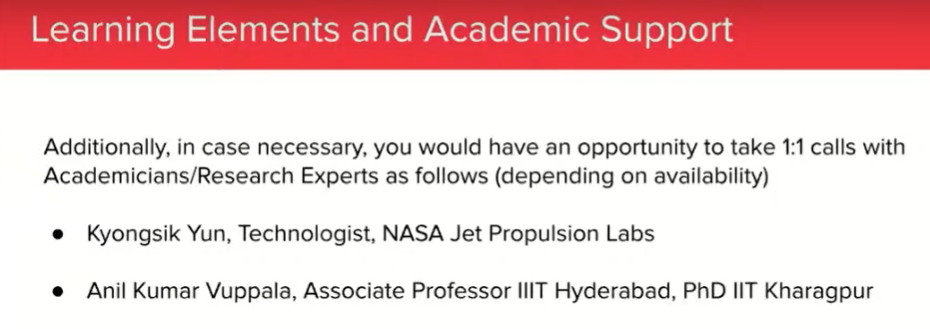 Learning Elements and Academic Support
Additionally, in case necessary, you would have an opportunity to take 1:1 calls with
Academicians/Research Experts as follows (depending on availability)
● Kyongsik Yun, Technologist, NASA Jet Propulsion Labs
● Anil Kumar Vuppala, Associate Professor IIIT Hyderabad, PhD IIT Kharagpur